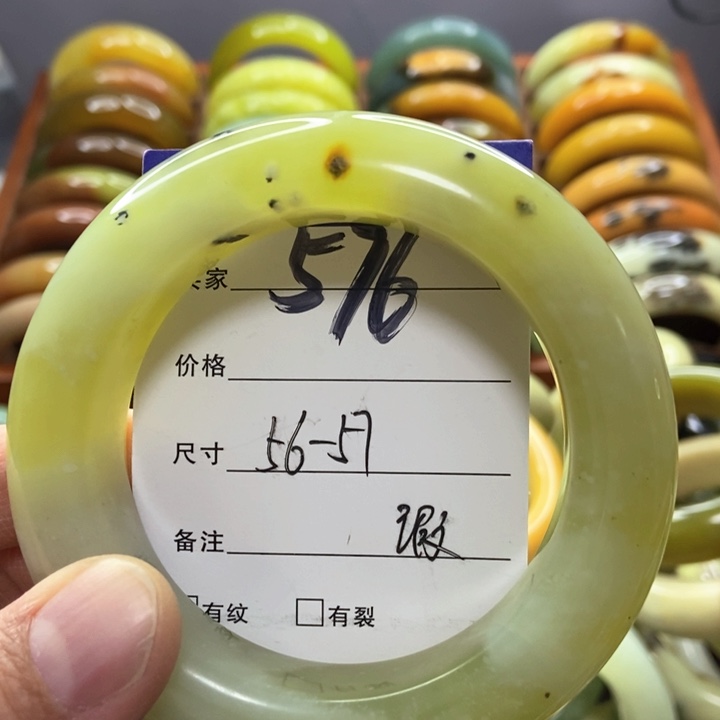 家 576
价格
尺寸 56-57
备注 瑕
□有纹 □有裂